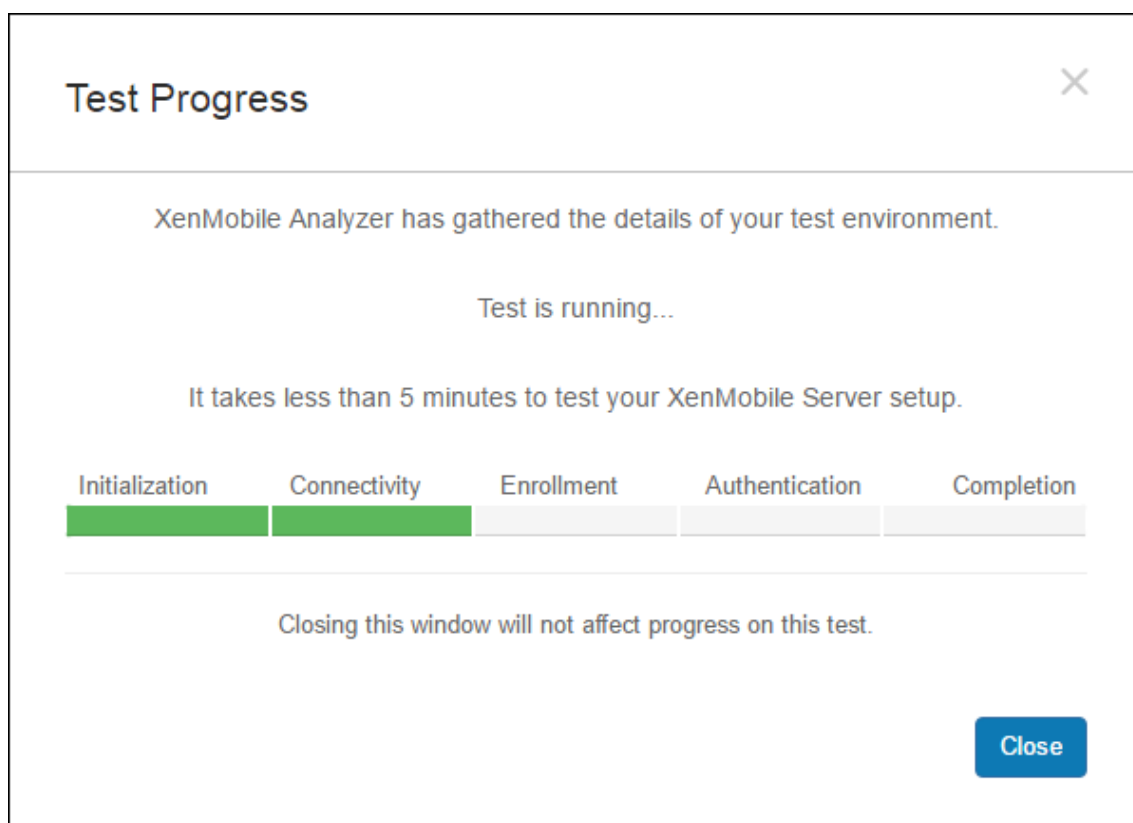 Test Progress
XenMobile Analyzer has gathered the details of your test environment.
Test is running...
It takes less than 5 minutes to test your XenMobile Server setup.
Initialization Connectivity Enrollment Authentication Completion
Closing this window will not affect progress on this test.
Close